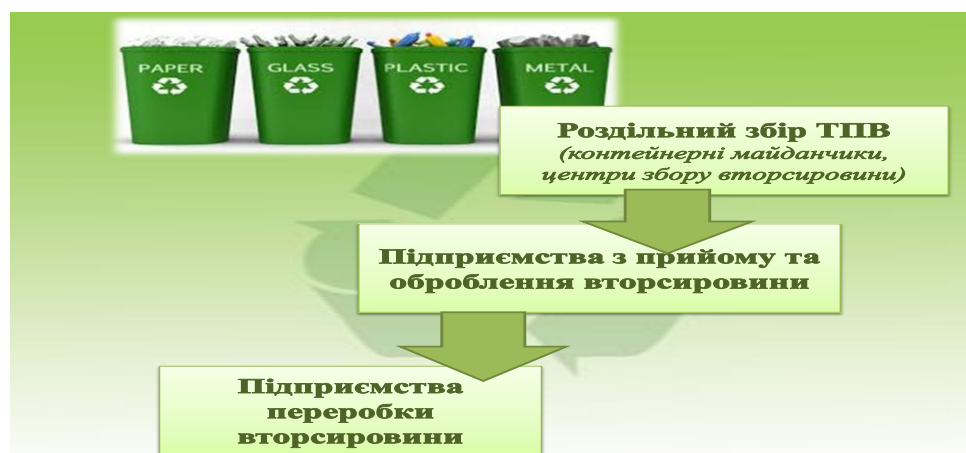 PAPER
GLASS
PLASTIC
METAL
Роздільний збір ТПВ
(контейнерні майданчики,
центри збору вторсировини)
Підприємства з прийому та
оброблення вторсировини
Підприємства
переробки
вторсировини